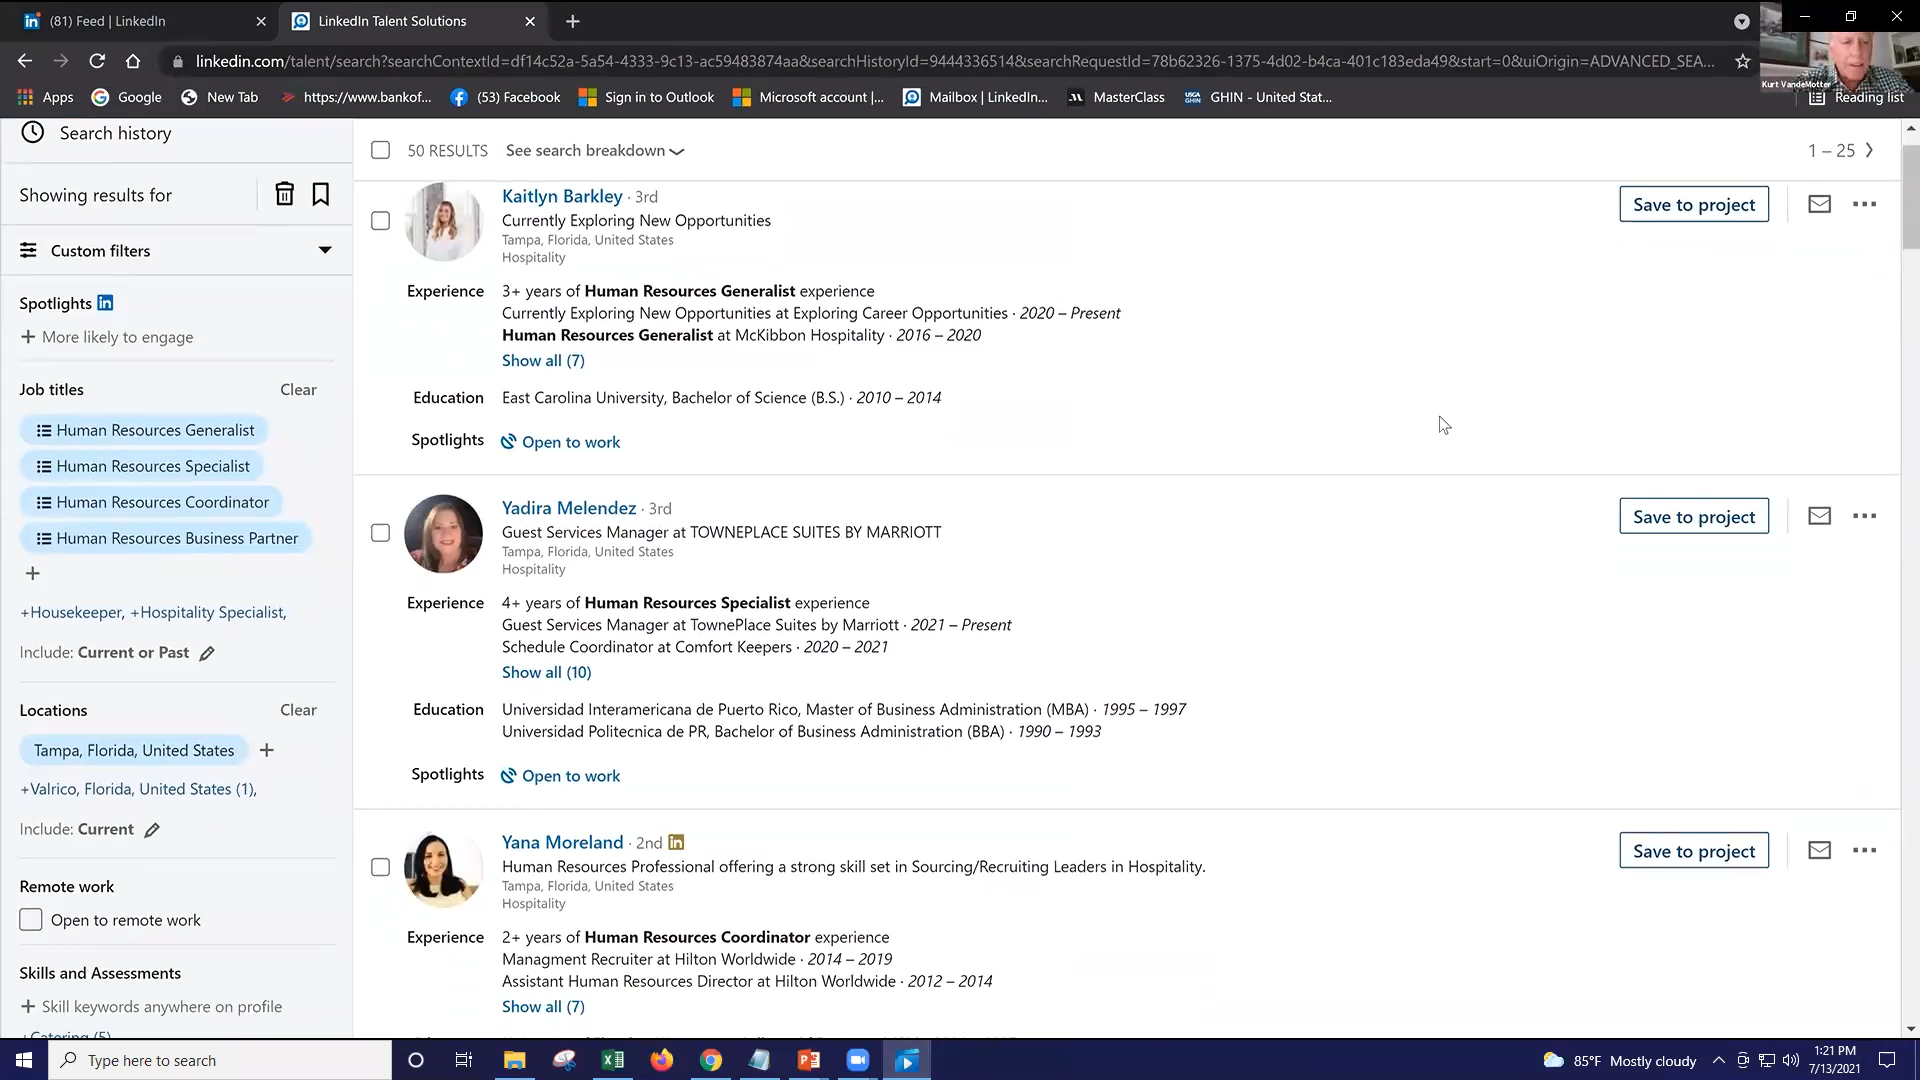 (81) Feed | LinkedIn
LinkedIn Talent Solutions
linkedin.com/talent/search?searchContextId=df14c52a-5a54-4333-9c13-ac59483874aa&searchHistoryId=9444336514&searchRequestId=78b62326-1375-4d02-b4ca-401c183eda49&start=0&uiOrigin=ADVANCED_SEA...
Kurt VandeMotter
Apps
Google
New Tab
https://www.bankof...
(53) Facebook
Sign in to Outlook
Microsoft account |...
Mailbox | LinkedIn...
MasterClass
GHIN - United Stat...
Reading list
Search history
Showing results for
Custom filters
Spotlights
More likely to engage
Job titles Clear
Human Resources Generalist
Human Resources Specialist
Human Resources Coordinator
Human Resources Business Partner
+Housekeeper, +Hospitality Specialist,
Include: Current or Past
Locations Clear
Tampa, Florida, United States
+Valrico, Florida, United States (1),
Include: Current
Remote work
Open to remote work
Skills and Assessments
Skill keywords anywhere on profile
+Catering (5)
50 RESULTS See search breakdown
1 – 25
Kaitlyn Barkley · 3rd
Currently Exploring New Opportunities
Tampa, Florida, United States
Hospitality
Save to project
Experience 3+ years of Human Resources Generalist experience
Currently Exploring New Opportunities at Exploring Career Opportunities · 2020 – Present
Human Resources Generalist at McKibbon Hospitality · 2016 – 2020
Show all (7)
Education East Carolina University, Bachelor of Science (B.S.) · 2010 – 2014
Spotlights Open to work
Yadira Melendez · 3rd
Guest Services Manager at TOWNEPLACE SUITES BY MARRIOTT
Tampa, Florida, United States
Hospitality
Save to project
Experience 4+ years of Human Resources Specialist experience
Guest Services Manager at TownePlace Suites by Marriott · 2021 – Present
Schedule Coordinator at Comfort Keepers · 2020 – 2021
Show all (10)
Education Universidad Interamericana de Puerto Rico, Master of Business Administration (MBA) · 1995 – 1997
Universidad Politecnica de PR, Bachelor of Business Administration (BBA) · 1990 – 1993
Spotlights Open to work
Yana Moreland · 2nd
Human Resources Professional offering a strong skill set in Sourcing/Recruiting Leaders in Hospitality.
Tampa, Florida, United States
Hospitality
Save to project
Experience 2+ years of Human Resources Coordinator experience
Managment Recruiter at Hilton Worldwide · 2014 – 2019
Assistant Human Resources Director at Hilton Worldwide · 2012 – 2014
Show all (7)
Type here to search
85°F Mostly cloudy
1:21 PM
7/13/2021